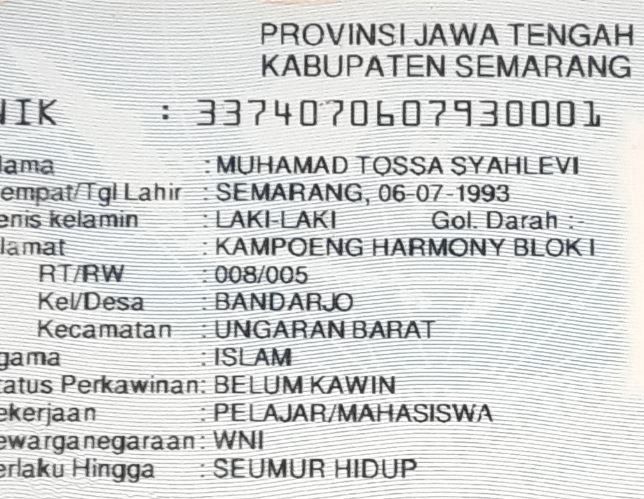 PROVINSI JAWA TENGAH
KABUPATEN SEMARANG
NIK : 3374070607930001
lama : MUHAMAD TOSSA SYAHLEVI
empat/Tgl Lahir : SEMARANG, 06-07-1993
enis kelamin : LAKI-LAKI Gol. Darah :-
lamat : KAMPOENG HARMONY BLOK I
RT/RW : 008/005
Kel/Desa : BANDARJO
Kecamatan : UNGARAN BARAT
gama : ISLAM
tatus Perkawinan: BELUM KAWIN
ekerjaan : PELAJAR/MAHASISWA
ewarganegaraan: WNI
erlaku Hingga : SEUMUR HIDUP